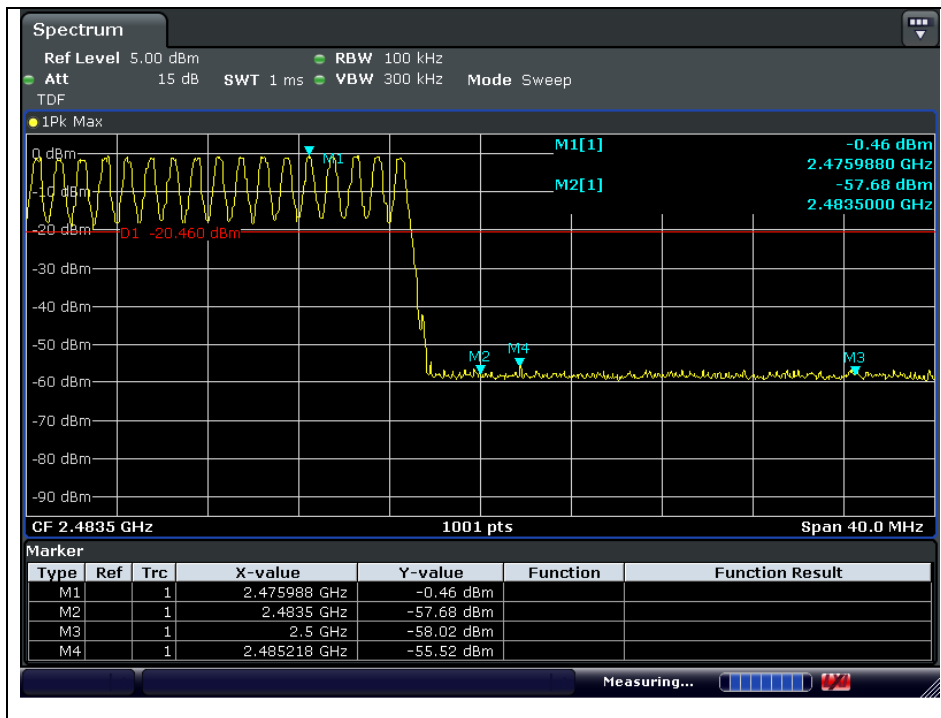 Spectrum
Ref Level 5.00 dBm RBW 100 kHz
Att 15 dB SWT 1 ms VBW 300 kHz Mode Sweep
TDF
1Pk Max
M1[1] -0.46 dBm
2.4759880 GHz
M2[1] -57.68 dBm
2.4835000 GHz
0 dBm
M1
-10 dBm
-20 dBm
D1 -20.460 dBm
-30 dBm
-40 dBm
-50 dBm
M2
M4
M3
-60 dBm
-70 dBm
-80 dBm
-90 dBm
CF 2.4835 GHz 1001 pts Span 40.0 MHz
Marker
Type Ref Trc X-value Y-value Function Function Result
M1 1 2.475988 GHz -0.46 dBm
M2 1 2.4835 GHz -57.68 dBm
M3 1 2.5 GHz -58.02 dBm
M4 1 2.485218 GHz -55.52 dBm
Measuring...